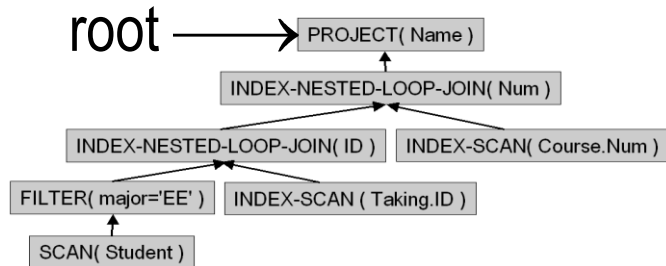 root
PROJECT( Name )
INDEX-NESTED-LOOP-JOIN( Num )
INDEX-NESTED-LOOP-JOIN( ID )
INDEX-SCAN( Course.Num )
FILTER( major='EE' )
INDEX-SCAN ( Taking.ID )
SCAN( Student )